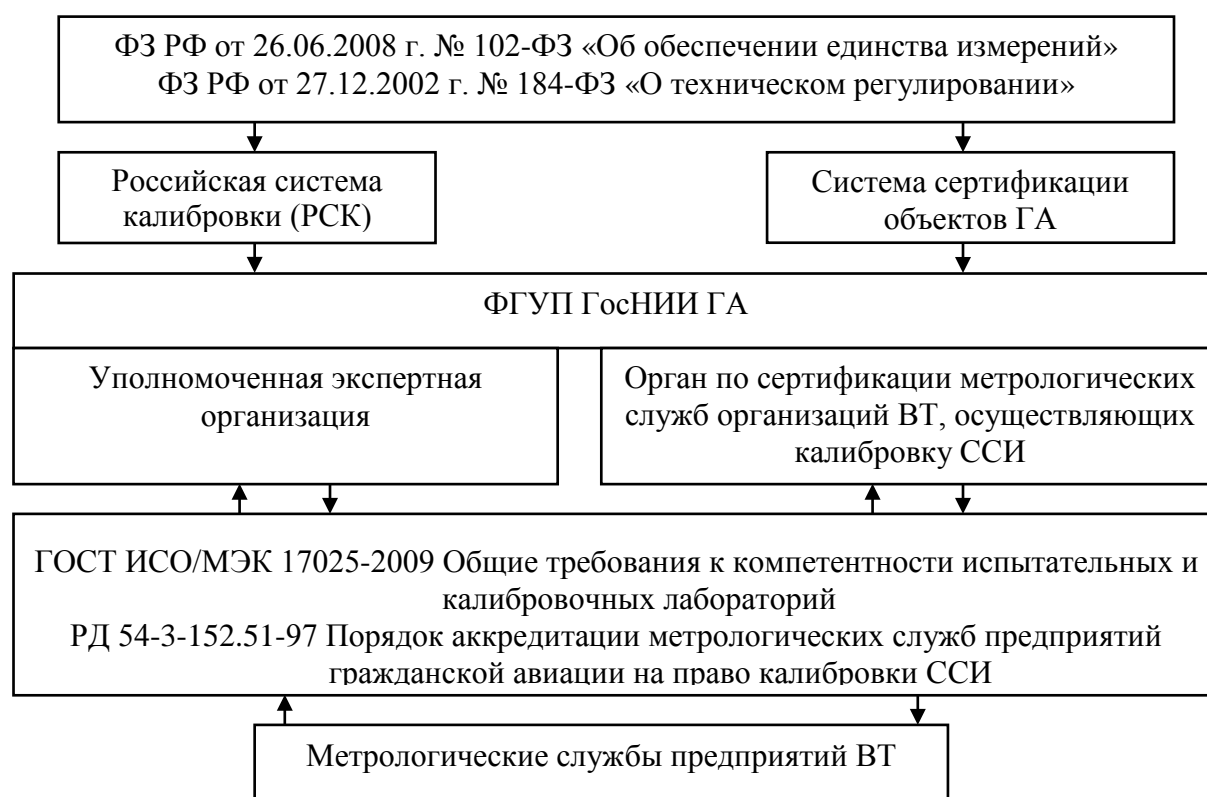 ФЗ РФ от 26.06.2008 г. № 102-ФЗ «Об обеспечении единства измерений»
ФЗ РФ от 27.12.2002 г. № 184-ФЗ «О техническом регулировании»
Российская система
калибровки (РСК)
Система сертификации
объектов ГА
ФГУП ГосНИИ ГА
Уполномоченная экспертная
организация
Орган по сертификации метрологических
служб организаций ВТ, осуществляющих
калибровку ССИ
ГОСТ ИСО/МЭК 17025-2009 Общие требования к компетентности испытательных и
калибровочных лабораторий
РД 54-3-152.51-97 Порядок аккредитации метрологических служб предприятий
гражданской авиации на право калибровки ССИ
Метрологические службы предприятий ВТ